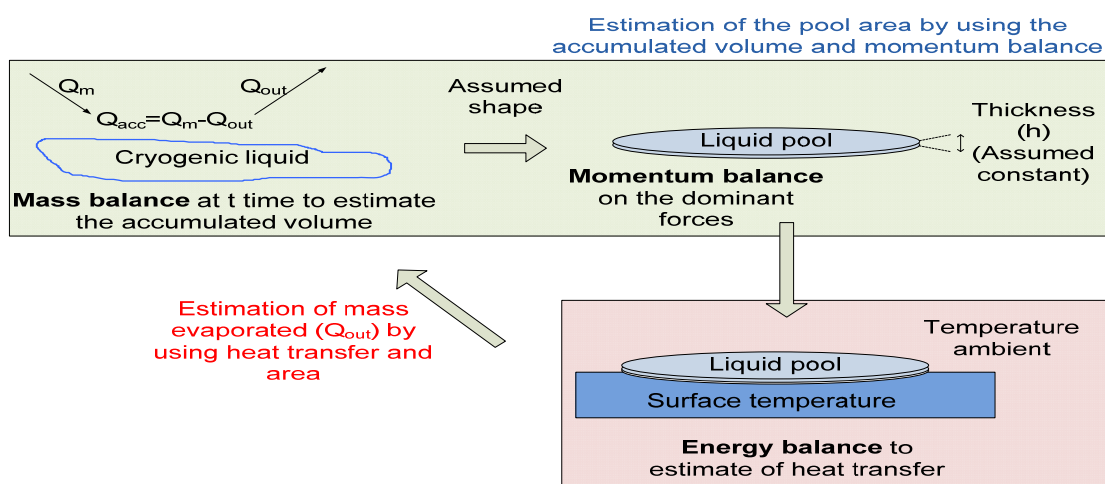 Estimation of the pool area by using the
accumulated volume and momentum balance
Qm
Qout
Qacc=Qm-Qout
Cryogenic liquid
Mass balance at t time to estimate
the accumulated volume
Assumed
shape
Liquid pool
Momentum balance
on the dominant
forces
Thickness
(h)
(Assumed
constant)
Estimation of mass
evaporated (Qout) by
using heat transfer and
area
Temperature
ambient
Liquid pool
Surface temperature
Energy balance to
estimate of heat transfer